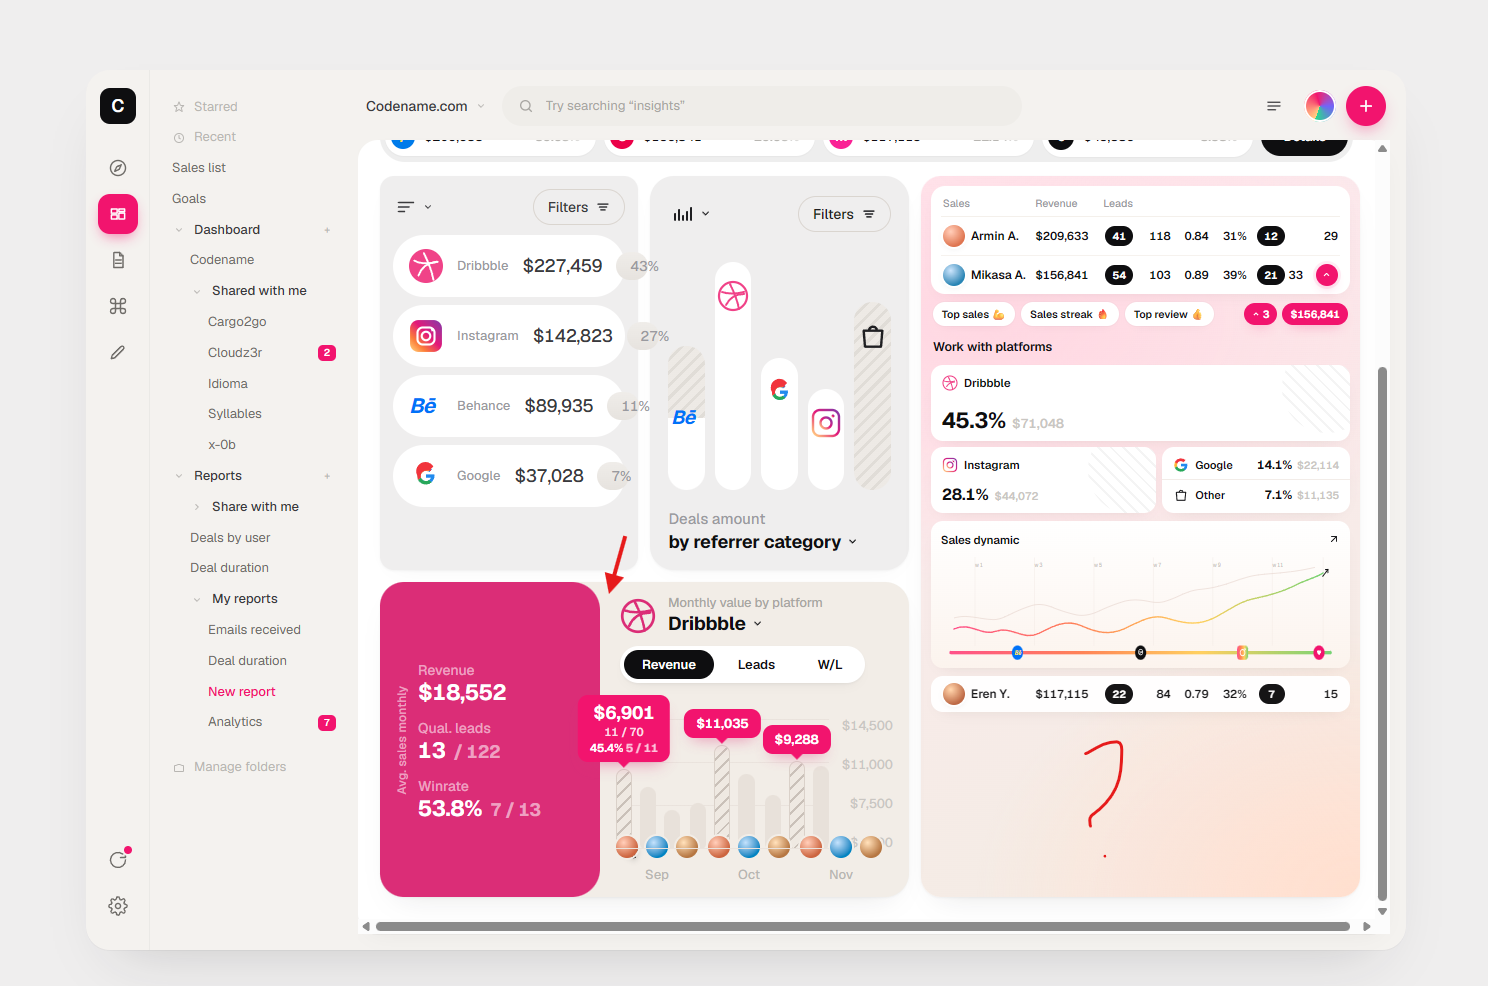 C
Starred
Recent
Sales list
Goals
Dashboard
Codename
Shared with me
Cargo2go
Cloudz3r 2
Idioma
Syllables
x-0b
Reports
Share with me
Deals by user
Deal duration
My reports
Emails received
Deal duration
New report
Analytics 7
Manage folders
Codename.com
Try searching “insights”
Filters
Dribbble $227,459 43%
Instagram $142,823 27%
Bē Behance $89,935 11%
Google $37,028 7%
Filters
Bē
Deals amount
by referrer category
Sales Revenue Leads
Armin A. $209,633 41 118 0.84 31% 12 29
Mikasa A. $156,841 54 103 0.89 39% 21 33
Top sales 💪 Sales streak 🔥 Top review 👍 3 $156,841
Work with platforms
Dribbble
45.3% $71,048
Instagram
28.1% $44,072
Google 14.1% $22,114
Other 7.1% $11,135
Sales dynamic
w 1 w 3 w 5 w 7 w 9 w 11
Eren Y. $117,115 22 84 0.79 32% 7 15
?
Avg. sales monthly
Revenue
$18,552
Qual. leads
13 / 122
Winrate
53.8% 7 / 13
Monthly value by platform
Dribbble
Revenue Leads W/L
$6,901
11 / 70
45.4% 5 / 11
$11,035
$9,288
$14,500
$11,000
$7,500
Sep Oct Nov